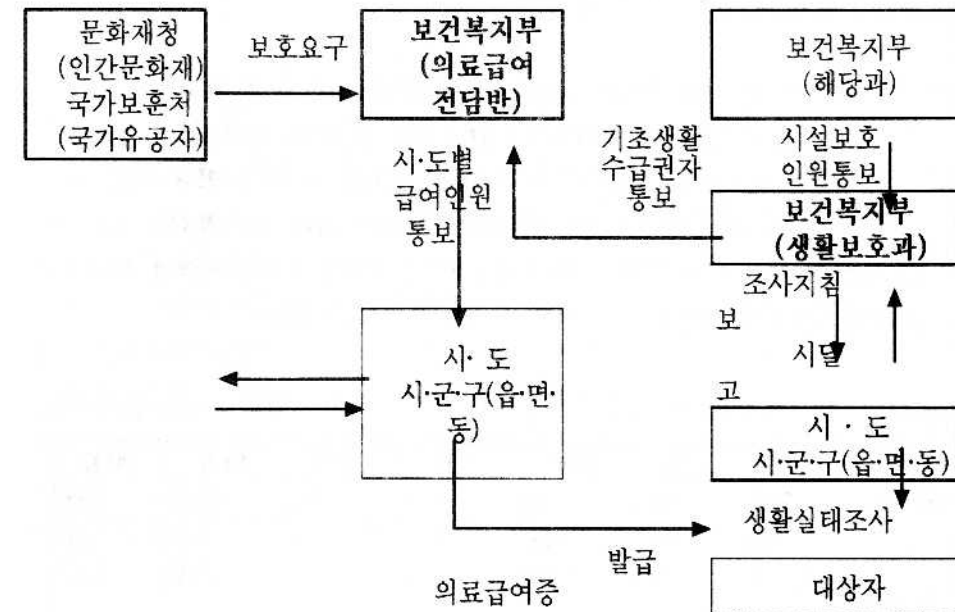 문화재청
(인간문화재)
국가보훈처
(국가유공자)
보호요구
보건복지부
(의료급여
전담반)
보건복지부
(해당과)
시·도별
급여인원
통보
기초생활
수급권자
통보
시설보호
인원통보
보건복지부
(생활보호과)
조사지침
보
시달
고
시· 도
시·군·구(읍·면·
동)
시 · 도
시·군·구(읍·면·동)
생활실태조사
발급
의료급여증
대상자